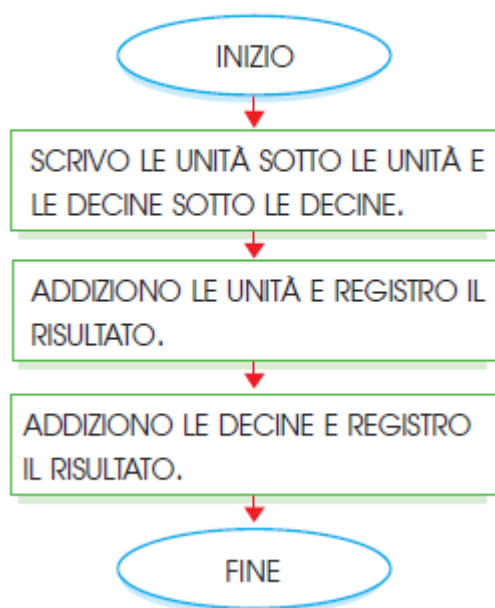 INIZIO
SCRIVO LE UNITÀ SOTTO LE UNITÀ E
LE DECINE SOTTO LE DECINE.
ADDIZIONO LE UNITÀ E REGISTRO IL
RISULTATO.
ADDIZIONO LE DECINE E REGISTRO
IL RISULTATO.
FINE